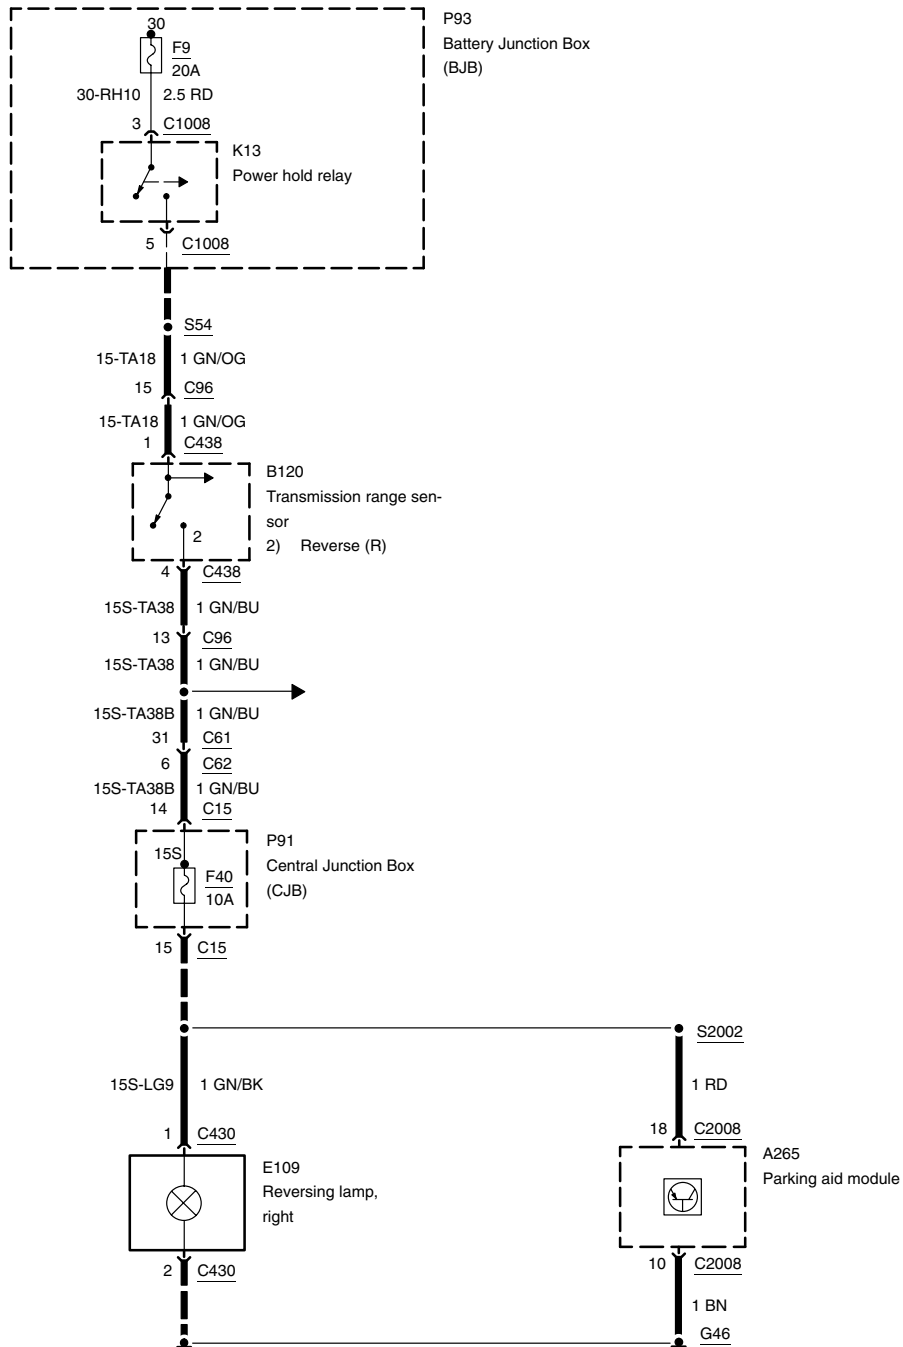 P93
Battery Junction Box
(BJB)
30
F9
20A
30-RH10 2.5 RD
3 C1008
K13
Power hold relay
5 C1008
S54
15-TA18 1 GN/OG
15 C96
15-TA18 1 GN/OG
1 C438
B120
Transmission range sen-
sor
2) Reverse (R)
2
4 C438
15S-TA38 1 GN/BU
13 C96
15S-TA38 1 GN/BU
15S-TA38B 1 GN/BU
31 C61
6 C62
15S-TA38B 1 GN/BU
14 C15
P91
Central Junction Box
(CJB)
15S
F40
10A
15 C15
S2002
15S-LG9 1 GN/BK
1 RD
1 C430
18 C2008
E109
Reversing lamp,
right
A265
Parking aid module
2 C430
10 C2008
1 BN
G46